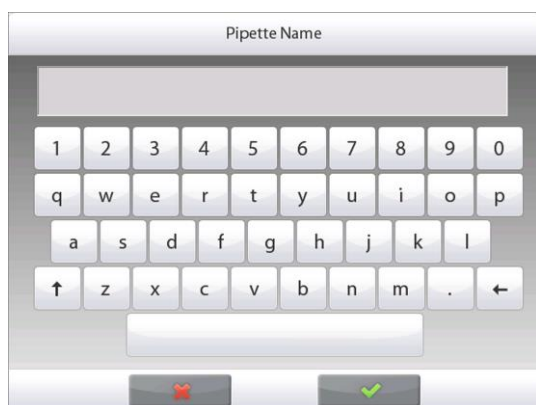 Pipette Name
1 2 3 4 5 6 7 8 9 0
q w e r t y u i o p
a s d f g h j k l
↑ z x c v b n m . ←